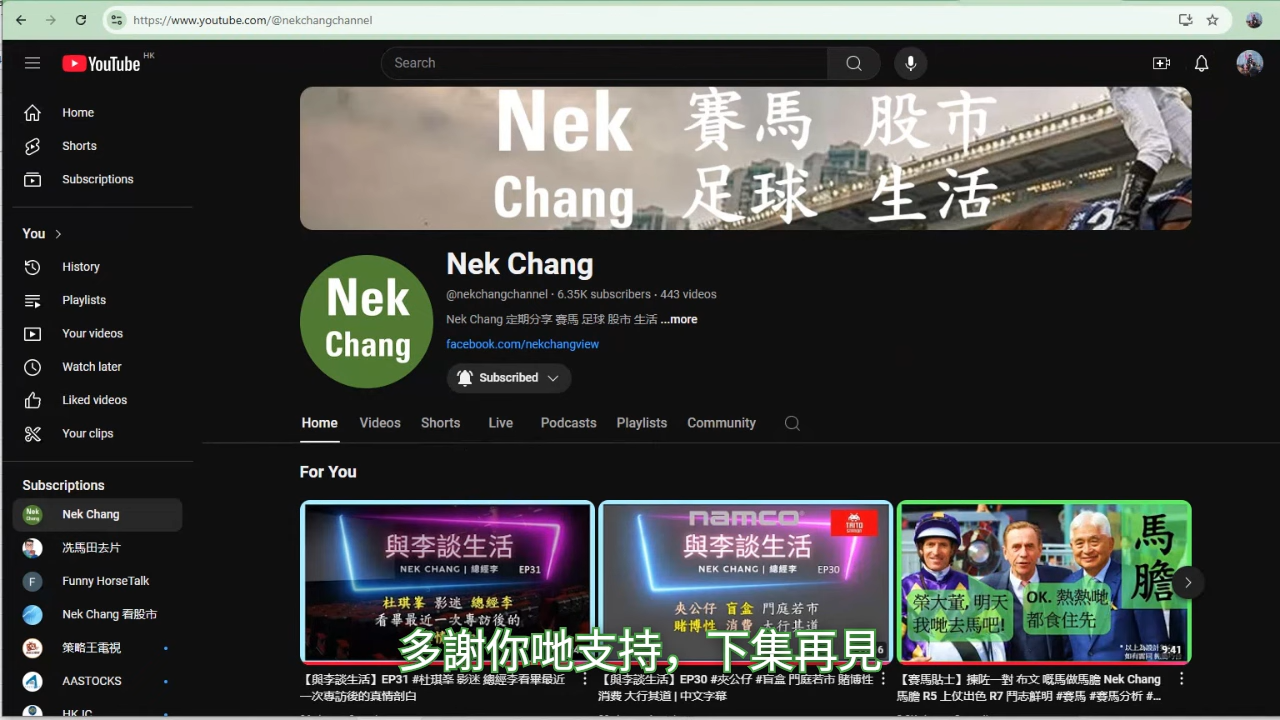 https://www.youtube.com/@nekchangchannel
YouTube HK
Search
Home
Shorts
Subscriptions
You
History
Playlists
Your videos
Watch later
Liked videos
Your clips
Subscriptions
Nek Chang
冼馬田去片
Funny HorseTalk
Nek Chang 看股市
策略王電視
AASTOCKS
Nek 賽馬 股市
Chang 足球 生活
Nek
Chang
Nek Chang
@nekchangchannel · 6.35K subscribers · 443 videos
Nek Chang 定期分享 賽馬 足球 股市 生活 ...more
facebook.com/nekchangview
Subscribed
Home Videos Shorts Live Podcasts Playlists Community
For You
與李談生活
NEK CHANG | 總經李 EP31
杜琪峯 影迷 總經李
看畢最近一次專訪後的
namco
TAITO
與李談生活
NEK CHANG | 總經李 EP30
夾公仔 盲盒 門庭若市
賭博性 消費 大行其道
馬膽
榮大董, 明天
我哋去馬吧!
OK. 熱熱哋
都食住先
9:41
多謝你哋支持，下集再見
【與李談生活】EP31 #杜琪峯 影迷 總經李看畢最近
一次專訪後的真情剖白
【與李談生活】EP30 #夾公仔 #盲盒 門庭若市 賭博性
消費 大行其道 | 中文字幕
【賽馬貼士】揀咗一對 布文 嘅馬做馬膽 Nek Chang
馬膽 R5 上仗出色 R7 鬥志鮮明 #賽馬 #賽馬分析 #...